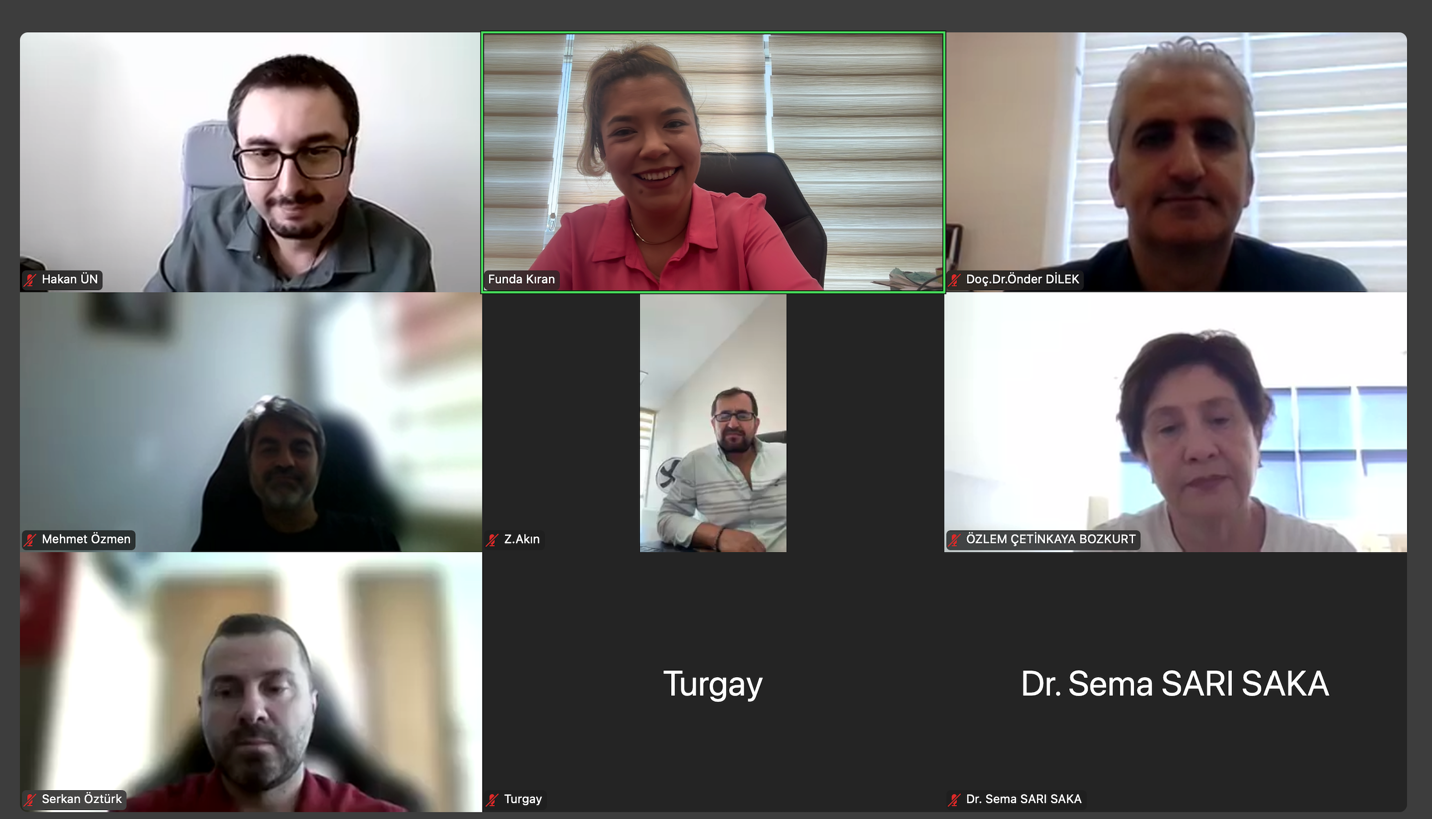 Hakan ÜN
Funda Kıran
Doç.Dr.Önder DİLEK
Mehmet Özmen
Z.Akın
ÖZLEM ÇETİNKAYA BOZKURT
Turgay
Dr. Sema SARI SAKA
Serkan Öztürk
Turgay
Dr. Sema SARI SAKA